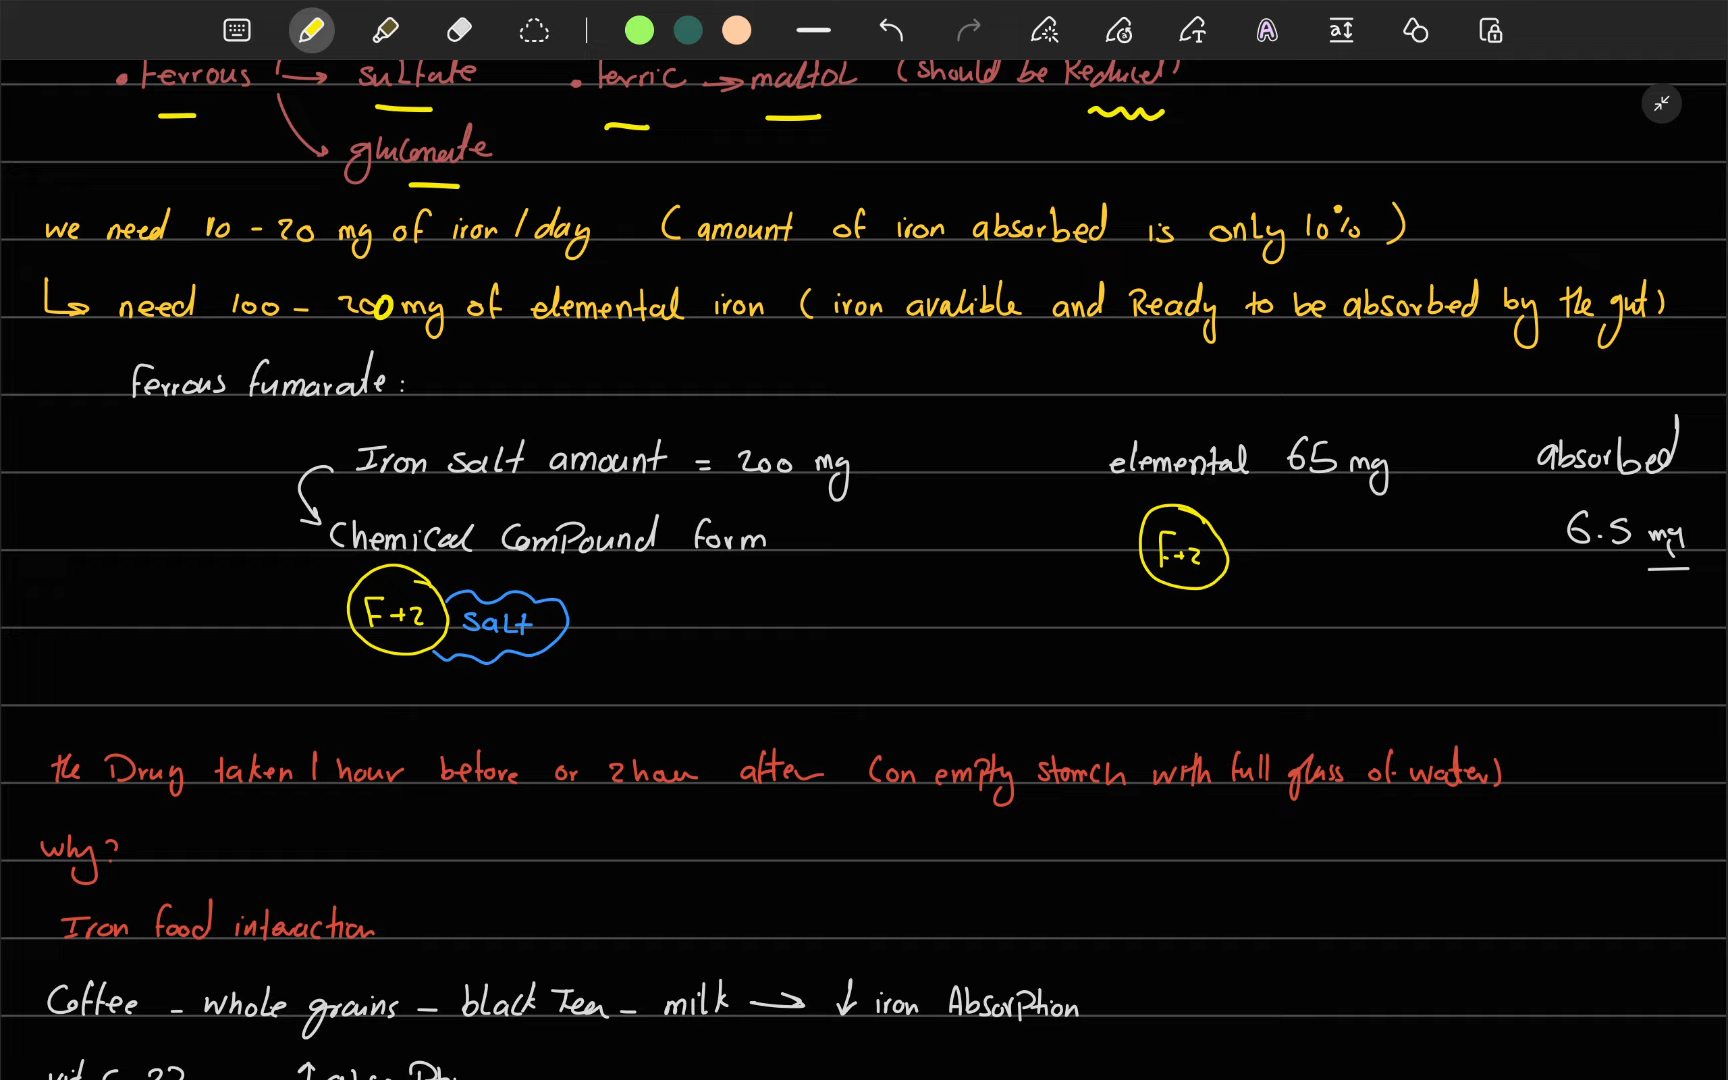 • ferrous → sulfate • ferric → maltol (should be Reduced)
gluconate
we need 10 - 20 mg of iron / day ( amount of iron absorbed is only 10% )
↳ need 100 - 200 mg of elemental iron ( iron avalible and Ready to be absorbed by the gut )
Ferrous fumarate :
Iron salt amount = 200 mg elemental 65 mg absorbed
6.5 mg
Chemical Compound form
F+2
F+2 salt
the Drug taken 1 hour before or 2 hour after (on empty stomch with full glass of water)
why?
Iron food interaction
Coffee - whole grains - black Tea - milk → ↓ iron Absorption
vit c ↑